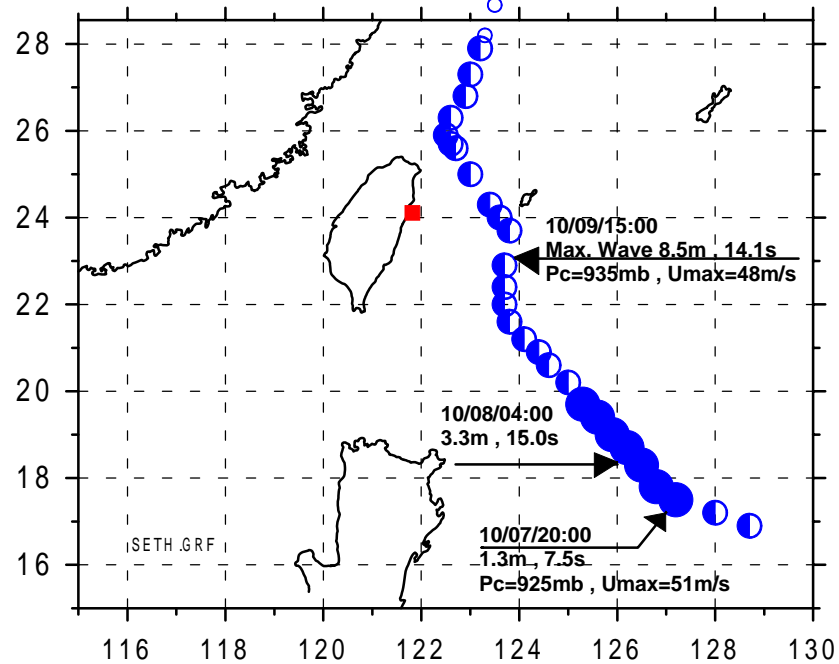 28
26
24
10/09/15:00
Max. Wave 8.5m , 14.1s
Pc=935mb , Umax=48m/s
22
20
10/08/04:00
3.3m , 15.0s
18
10/07/20:00
1.3m , 7.5s
Pc=925mb , Umax=51m/s
SETH.GRF
16
116 118 120 122 124 126 128 130